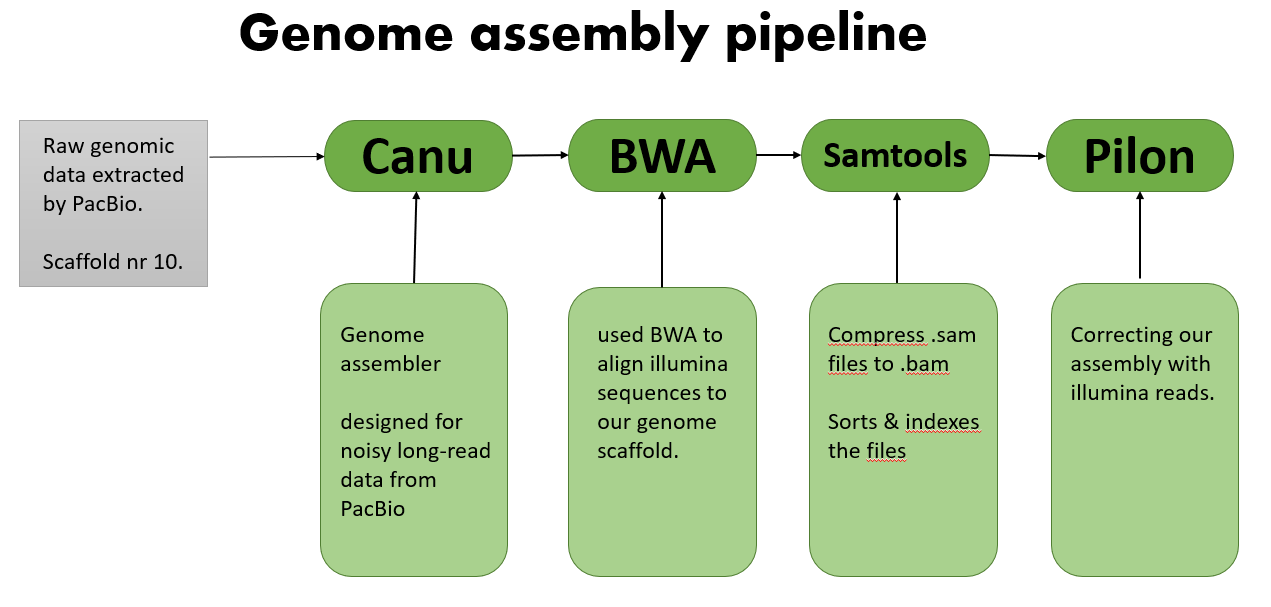 Genome assembly pipeline
Raw genomic
data extracted
by PacBio.
Scaffold nr 10.
Canu
BWA
Samtools
Pilon
Genome
assembler
designed for
noisy long-read
data from
PacBio
used BWA to
align illumina
sequences to
our genome
scaffold.
Compress .sam
files to .bam
Sorts & indexes
the files
Correcting our
assembly with
illumina reads.